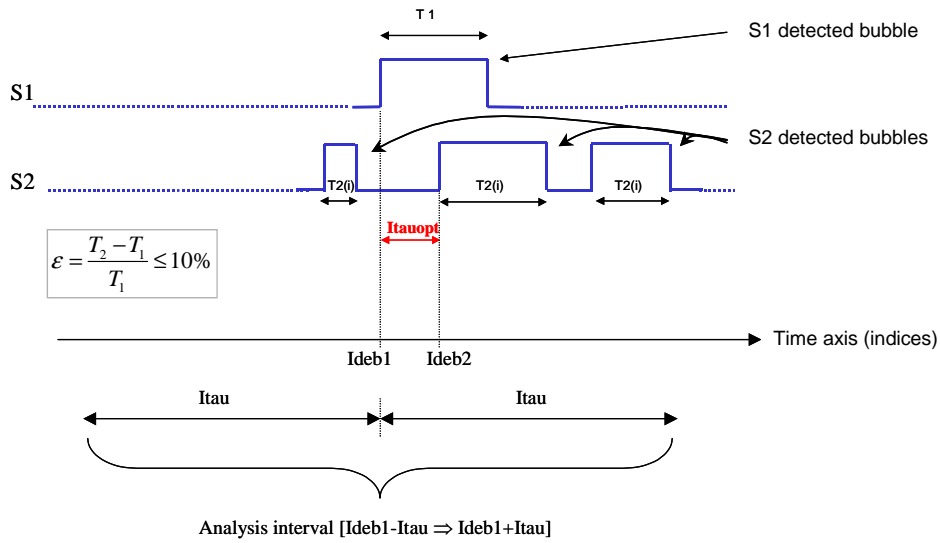 T 1
S1 detected bubble
S1
S2 detected bubbles
S2
T2(i)
T2(i)
T2(i)
Itauopt
ε = (T₂ − T₁) / T₁ ≤ 10%
Time axis (indices)
Ideb1
Ideb2
Itau
Itau
Analysis interval [Ideb1-Itau ⇒ Ideb1+Itau]